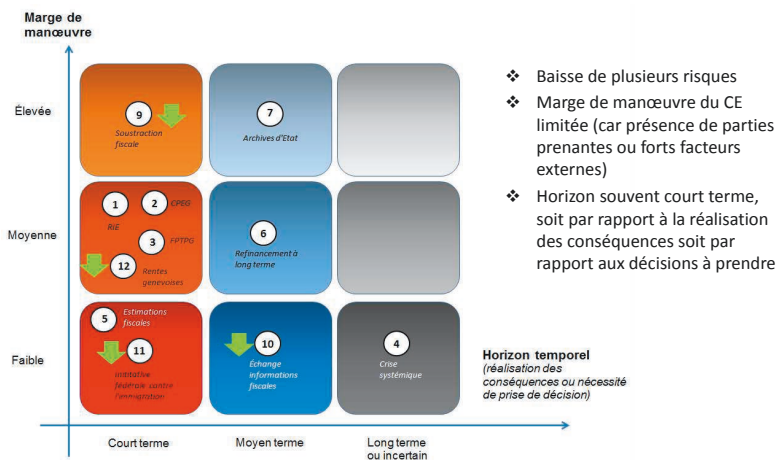 Marge de
manœuvre
Élevée
9
Soustraction
fiscale
7
Archives d'Etat
Moyenne
1
RIE
2
CPEG
3
FPTPG
12
Rentes
genevoises
6
Refinancement à
long terme
Faible
5
Estimations
fiscales
11
Initiative
fédérale contre
l'immigration
10
Échange
informations
fiscales
4
Crise
systémique
Court terme
Moyen terme
Long terme
ou incertain
Horizon temporel
(réalisation des
conséquences ou nécessité
de prise de décision)
❖ Baisse de plusieurs risques
❖ Marge de manœuvre du CE
limitée (car présence de parties
prenantes ou forts facteurs
externes)
❖ Horizon souvent court terme,
soit par rapport à la réalisation
des conséquences soit par
rapport aux décisions à prendre